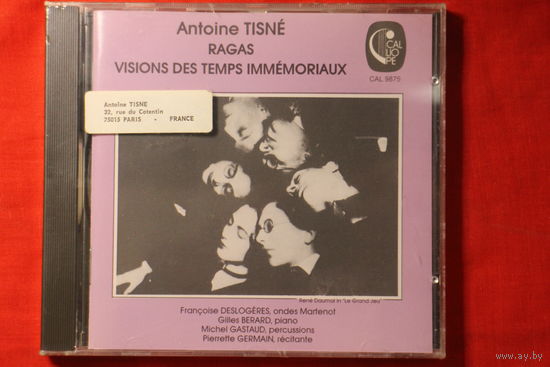 Antoine TISNÉ
RAGAS
VISIONS DES TEMPS IMMÉMORIAUX
CAL
LIO
PE
CAL 9875
Antoine TISNE
32, rue du Cotentin
75015 PARIS - FRANCE
René Daumal in "Le Grand Jeu"
Françoise DESLOGÈRES, ondes Martenot
Gilles BERARD, piano
Michel GASTAUD, percussions
Pierrette GERMAIN, récitante
www.ay.by